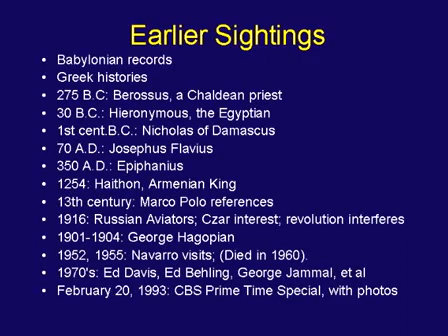 Earlier Sightings
• Babylonian records
• Greek histories
• 275 B.C: Berossus, a Chaldean priest
• 30 B.C.: Hieronymous, the Egyptian
• 1st cent.B.C.: Nicholas of Damascus
• 70 A.D.: Josephus Flavius
• 350 A.D.: Epiphanius
• 1254: Haithon, Armenian King
• 13th century: Marco Polo references
• 1916: Russian Aviators; Czar interest; revolution interferes
• 1901-1904: George Hagopian
• 1952, 1955: Navarro visits; (Died in 1960).
• 1970's: Ed Davis, Ed Behling, George Jammal, et al
• February 20, 1993: CBS Prime Time Special, with photos